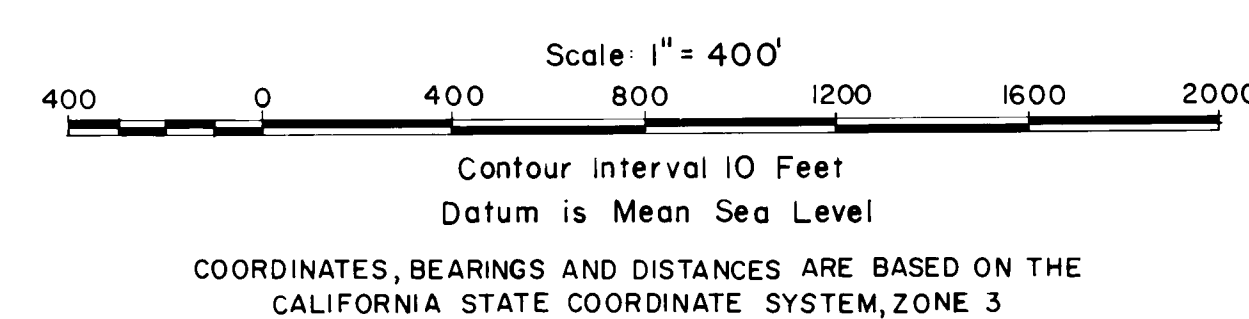 Scale: 1" = 400'
400 0 400 800 1200 1600 2000
Contour Interval 10 Feet
Datum is Mean Sea Level
COORDINATES, BEARINGS AND DISTANCES ARE BASED ON THE
CALIFORNIA STATE COORDINATE SYSTEM, ZONE 3